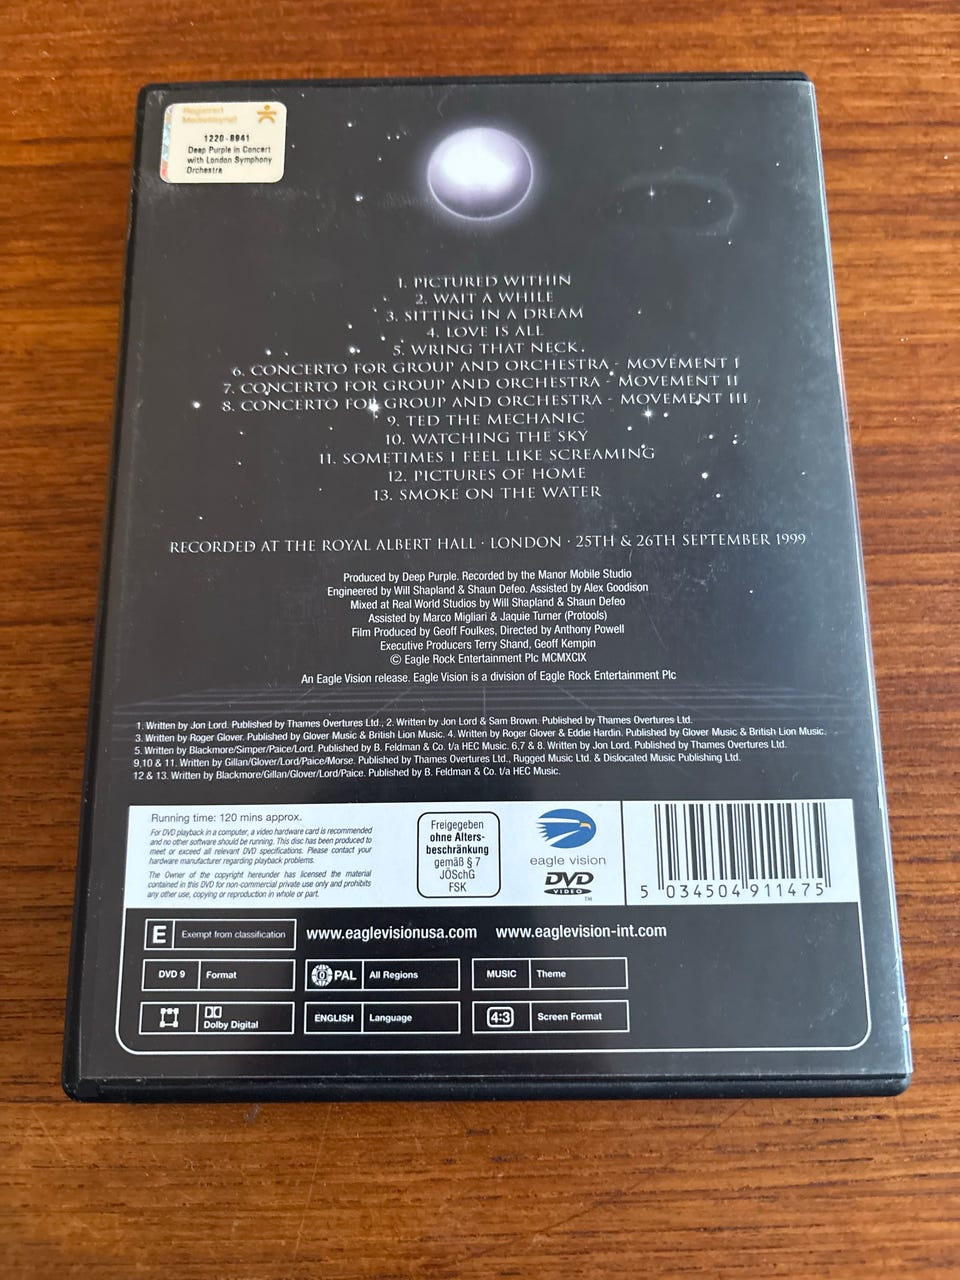 Registrert
Medietilsynet
1220-8941
Deep Purple in Concert
with London Symphony
Orchestra
1. PICTURED WITHIN
2. WAIT A WHILE
3. SITTING IN A DREAM
4. LOVE IS ALL
5. WRING THAT NECK
6. CONCERTO FOR GROUP AND ORCHESTRA - MOVEMENT I
7. CONCERTO FOR GROUP AND ORCHESTRA - MOVEMENT II
8. CONCERTO FOR GROUP AND ORCHESTRA - MOVEMENT III
9. TED THE MECHANIC
10. WATCHING THE SKY
11. SOMETIMES I FEEL LIKE SCREAMING
12. PICTURES OF HOME
13. SMOKE ON THE WATER
RECORDED AT THE ROYAL ALBERT HALL · LONDON · 25TH & 26TH SEPTEMBER 1999
Produced by Deep Purple. Recorded by the Manor Mobile Studio
Engineered by Will Shapland & Shaun Defeo. Assisted by Alex Goodison
Mixed at Real World Studios by Will Shapland & Shaun Defeo
Assisted by Marco Migliari & Jaquie Turner (Protools)
Film Produced by Geoff Foulkes, Directed by Anthony Powell
Executive Producers Terry Shand, Geoff Kempin
© Eagle Rock Entertainment Plc MCMXCIX
An Eagle Vision release. Eagle Vision is a division of Eagle Rock Entertainment Plc
1. Written by Jon Lord. Published by Thames Overtures Ltd., 2. Written by Jon Lord & Sam Brown. Published by Thames Overtures Ltd.
3. Written by Roger Glover. Published by Glover Music & British Lion Music. 4. Written by Roger Glover & Eddie Hardin. Published by Glover Music & British Lion Music.
5. Written by Blackmore/Simper/Paice/Lord. Published by B. Feldman & Co. t/a HEC Music. 6,7 & 8. Written by Jon Lord. Published by Thames Overtures Ltd.
9,10 & 11. Written by Gillan/Glover/Lord/Paice/Morse. Published by Thames Overtures Ltd., Rugged Music Ltd. & Dislocated Music Publishing Ltd.
12 & 13. Written by Blackmore/Gillan/Glover/Lord/Paice. Published by B. Feldman & Co. t/a HEC Music.
Running time: 120 mins approx.
For DVD playback in a computer, a video hardware card is recommended
and no other software should be running. This disc has been produced to
meet or exceed all relevant DVD specifications. Please contact your
hardware manufacturer regarding playback problems.
The Owner of the copyright hereunder has licensed the material
contained in this DVD for non-commercial private use only and prohibits
any other use, copying or reproduction in whole or part.
Freigegeben
ohne Alters-
beschränkung
gemäß § 7
JÖSchG
FSK
eagle vision
DVD
VIDEO
TM
5 034504 911475
E Exempt from classification
www.eaglevisionusa.com www.eaglevision-int.com
DVD 9 Format
0 PAL All Regions
MUSIC Theme
Dolby Digital
ENGLISH Language
4:3 Screen Format